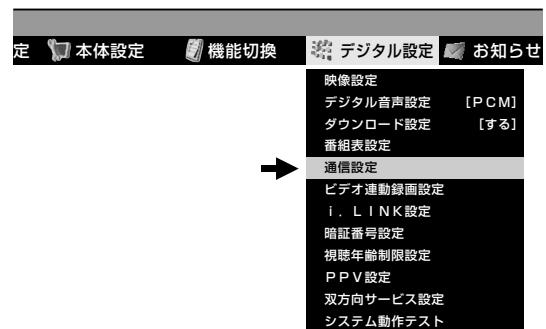 定 本体設定 機能切換 デジタル設定 お知らせ
映像設定
デジタル音声設定 [PCM]
ダウンロード設定 [する]
番組表設定
通信設定
ビデオ連動録画設定
ｉ．ＬＩＮＫ設定
暗証番号設定
視聴年齢制限設定
ＰＰＶ設定
双方向サービス設定
システム動作テスト